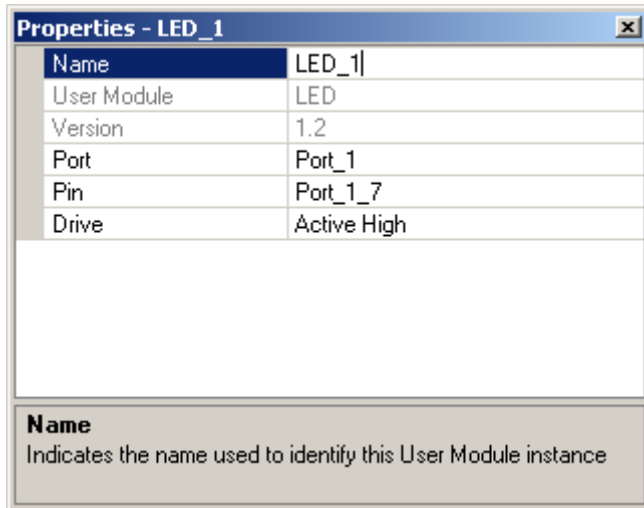 Properties - LED_1
Name LED_1
User Module LED
Version 1.2
Port Port_1
Pin Port_1_7
Drive Active High
Name
Indicates the name used to identify this User Module instance